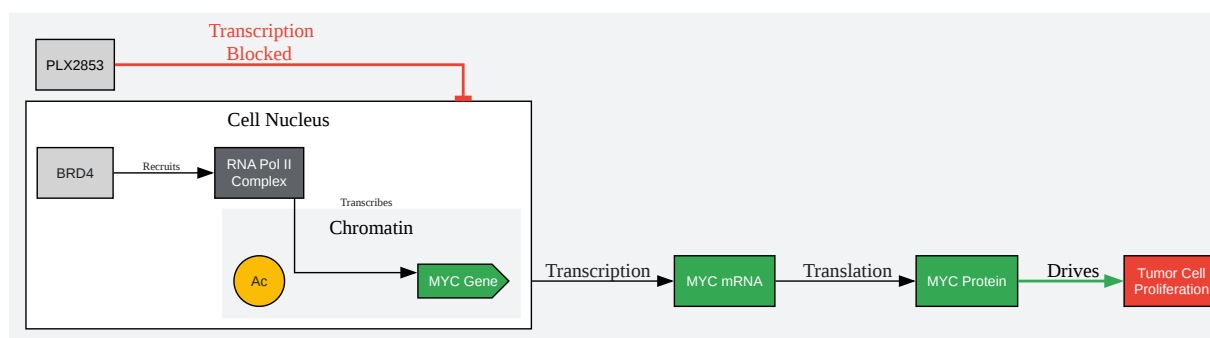 Transcription
Blocked
PLX2853
Cell Nucleus
BRD4
Recruits
RNA Pol II
Complex
Transcribes
Chromatin
Ac
MYC Gene
Transcription
MYC mRNA
Translation
MYC Protein
Drives
Tumor Cell
Proliferation